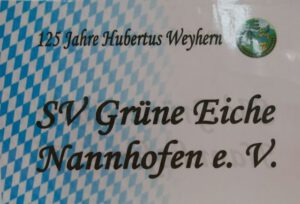 125 Jahre Hubertus Weyhern
SV Grüne Eiche
Nannhofen e. V.